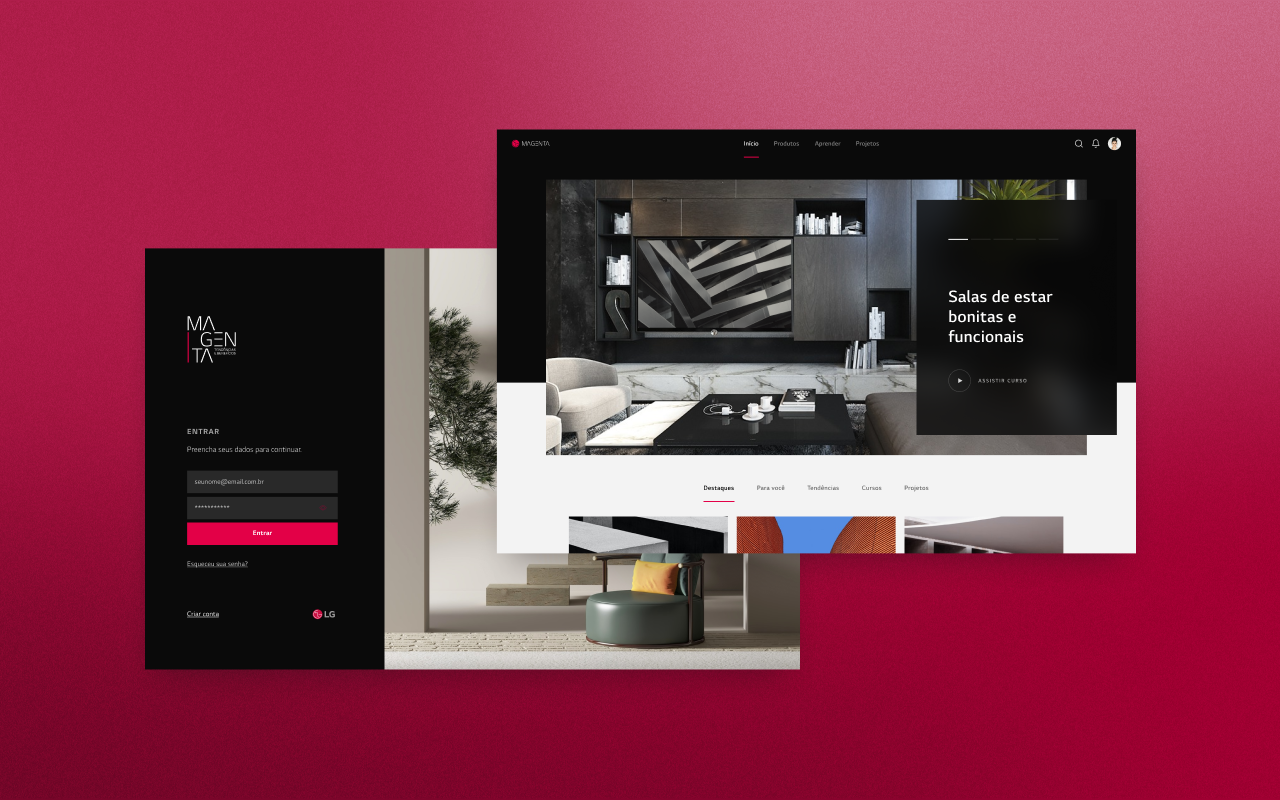 MA
GEN
TA
TENDÊNCIAS
& BENEFÍCIOS
ENTRAR
Preencha seus dados para continuar.
seunome@email.com.br
***********
Entrar
Esqueceu sua senha?
Criar conta
LG
MAGENTA
Início
Produtos
Aprender
Projetos
Salas de estar
bonitas e
funcionais
ASSISTIR CURSO
Destaques
Para você
Tendências
Cursos
Projetos